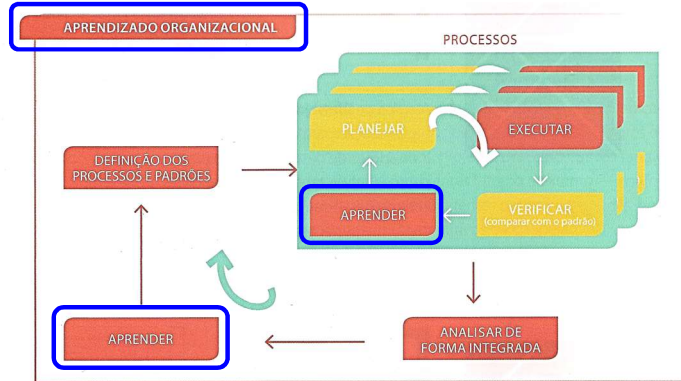 APRENDIZADO ORGANIZACIONAL
PROCESSOS
PLANEJAR
EXECUTAR
DEFINIÇÃO DOS
PROCESSOS E PADRÕES
APRENDER
VERIFICAR
(comparar com o padrão)
APRENDER
ANALISAR DE
FORMA INTEGRADA